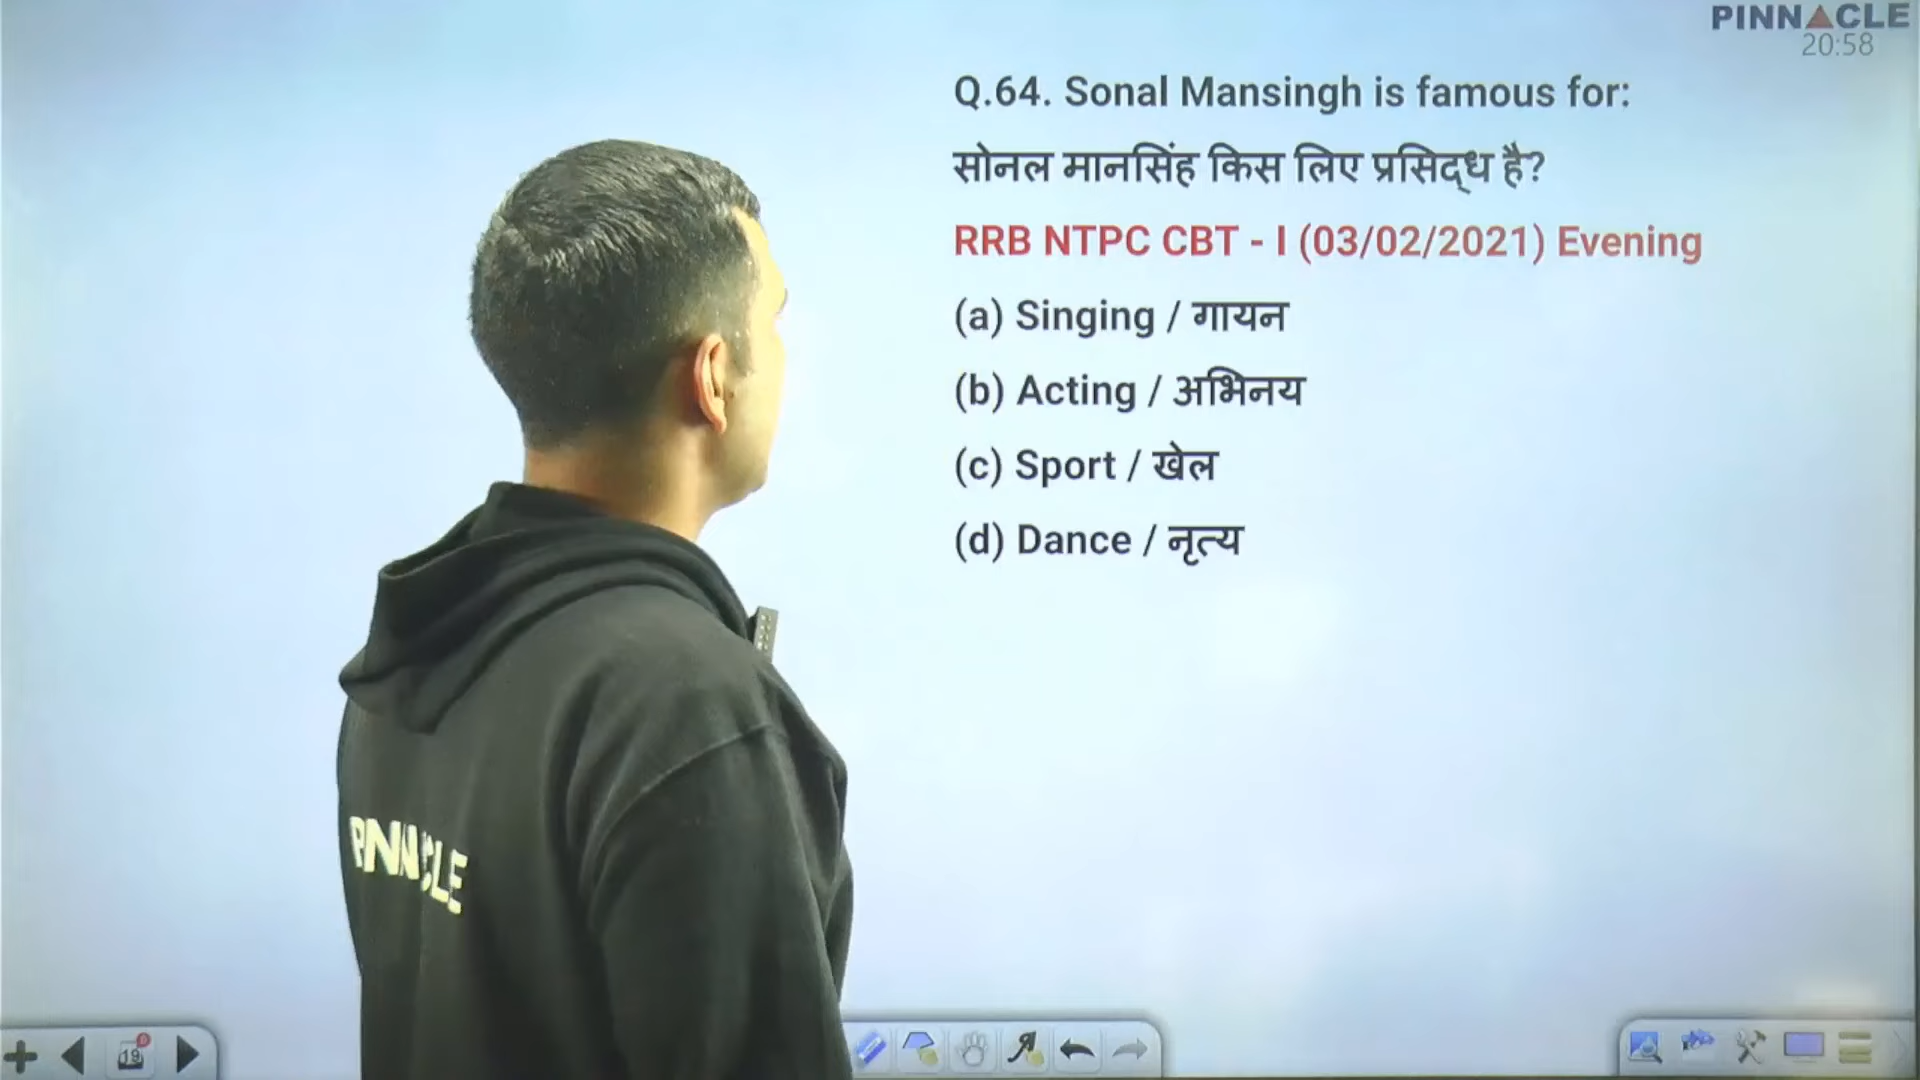 PINNACLE
20:58
Q.64. Sonal Mansingh is famous for:
सोनल मानसिंह किस लिए प्रसिद्ध है?
RRB NTPC CBT - I (03/02/2021) Evening
(a) Singing / गायन
(b) Acting / अभिनय
(c) Sport / खेल
(d) Dance / नृत्य
PINNACLE
19